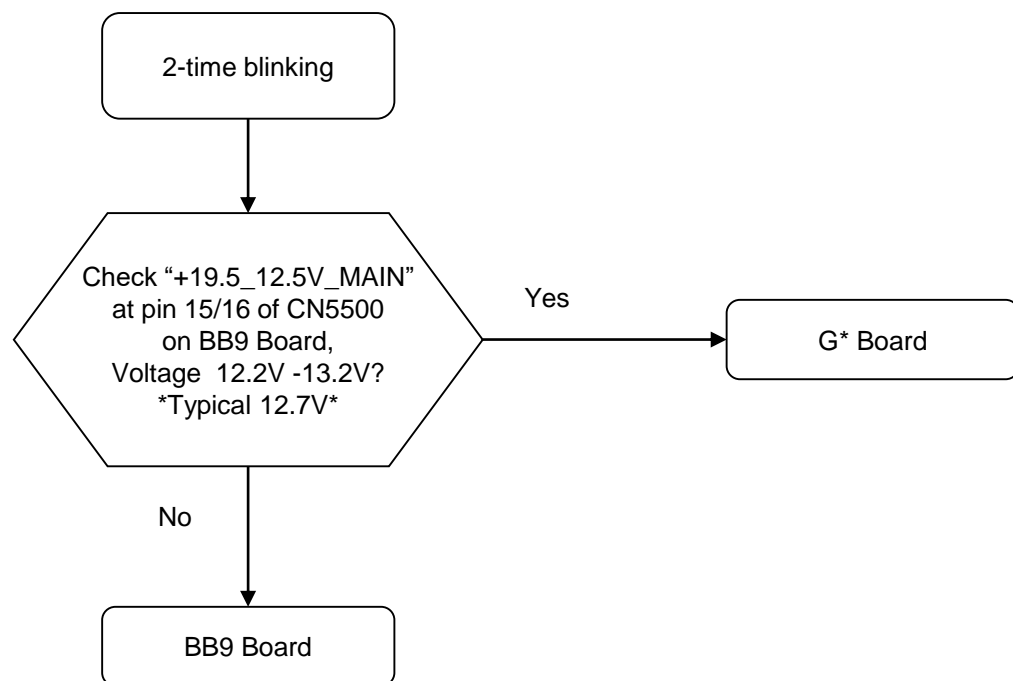 2-time blinking
Check “+19.5_12.5V_MAIN”
at pin 15/16 of CN5500
on BB9 Board,
Voltage  12.2V -13.2V?
*Typical 12.7V*
Yes
G* Board
No
BB9 Board